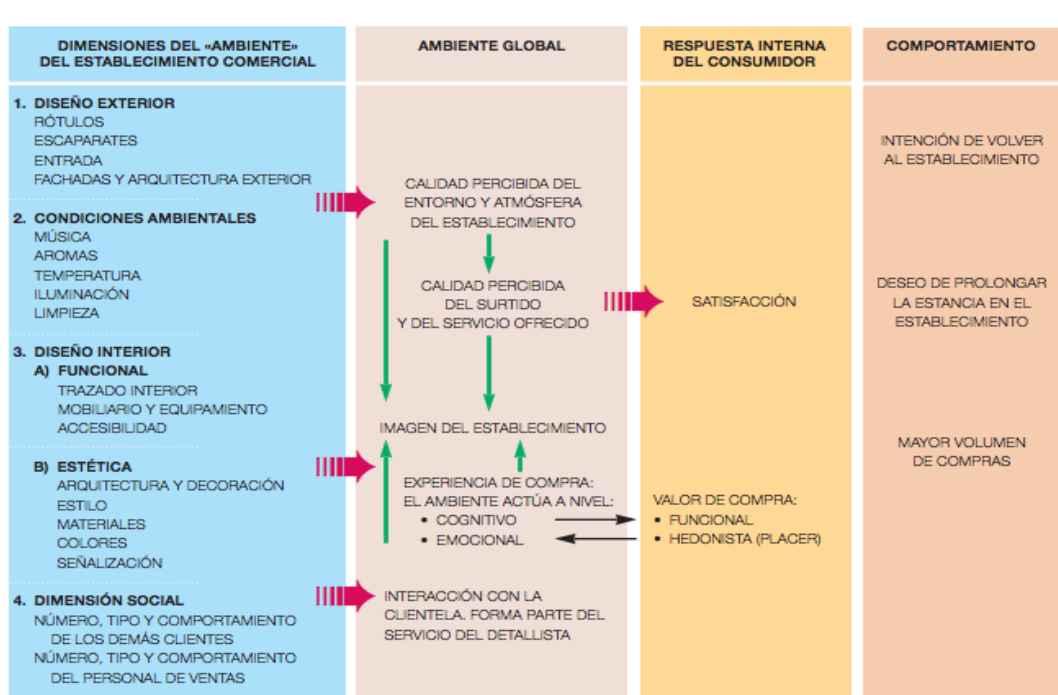 DIMENSIONES DEL «AMBIENTE»
DEL ESTABLECIMIENTO COMERCIAL
1. DISEÑO EXTERIOR
RÓTULOS
ESCAPARATES
ENTRADA
FACHADAS Y ARQUITECTURA EXTERIOR
2. CONDICIONES AMBIENTALES
MÚSICA
AROMAS
TEMPERATURA
ILUMINACIÓN
LIMPIEZA
3. DISEÑO INTERIOR
A) FUNCIONAL
TRAZADO INTERIOR
MOBILIARIO Y EQUIPAMIENTO
ACCESIBILIDAD
B) ESTÉTICA
ARQUITECTURA Y DECORACIÓN
ESTILO
MATERIALES
COLORES
SEÑALIZACIÓN
4. DIMENSIÓN SOCIAL
NÚMERO, TIPO Y COMPORTAMIENTO
DE LOS DEMÁS CLIENTES
NÚMERO, TIPO Y COMPORTAMIENTO
DEL PERSONAL DE VENTAS
AMBIENTE GLOBAL
CALIDAD PERCIBIDA DEL
ENTORNO Y ATMÓSFERA
DEL ESTABLECIMIENTO
CALIDAD PERCIBIDA
DEL SURTIDO
Y DEL SERVICIO OFRECIDO
IMAGEN DEL ESTABLECIMIENTO
EXPERIENCIA DE COMPRA:
EL AMBIENTE ACTÚA A NIVEL:
• COGNITIVO
• EMOCIONAL
INTERACCIÓN CON LA
CLIENTELA. FORMA PARTE DEL
SERVICIO DEL DETALLISTA
RESPUESTA INTERNA
DEL CONSUMIDOR
SATISFACCIÓN
VALOR DE COMPRA:
• FUNCIONAL
• HEDONISTA (PLACER)
COMPORTAMIENTO
INTENCIÓN DE VOLVER
AL ESTABLECIMIENTO
DESEO DE PROLONGAR
LA ESTANCIA EN EL
ESTABLECIMIENTO
MAYOR VOLUMEN
DE COMPRAS